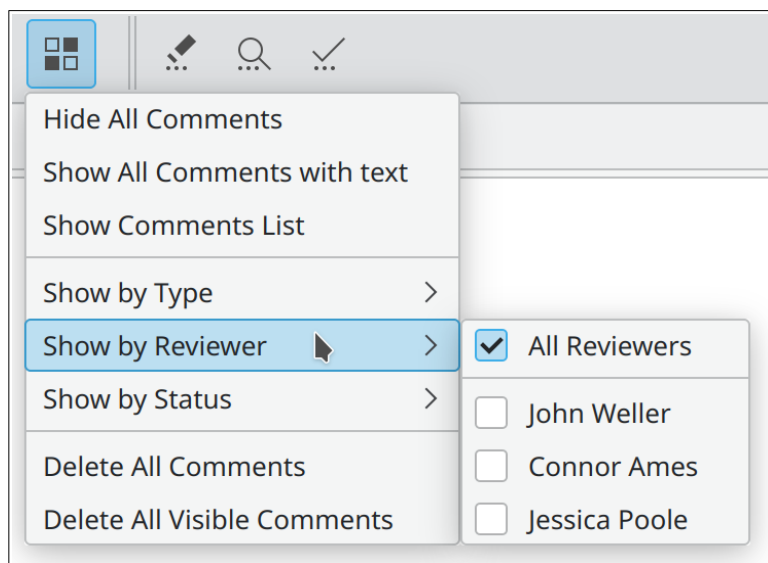 Hide All Comments
Show All Comments with text
Show Comments List
Show by Type
Show by Reviewer
Show by Status
Delete All Comments
Delete All Visible Comments
All Reviewers
John Weller
Connor Ames
Jessica Poole